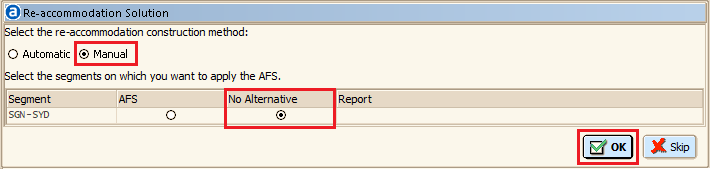 Re-accommodation Solution
Select the re-accommodation construction method:
Automatic Manual
Select the segments on which you want to apply the AFS.
Segment AFS No Alternative Report
SGN-SYD
OK Skip